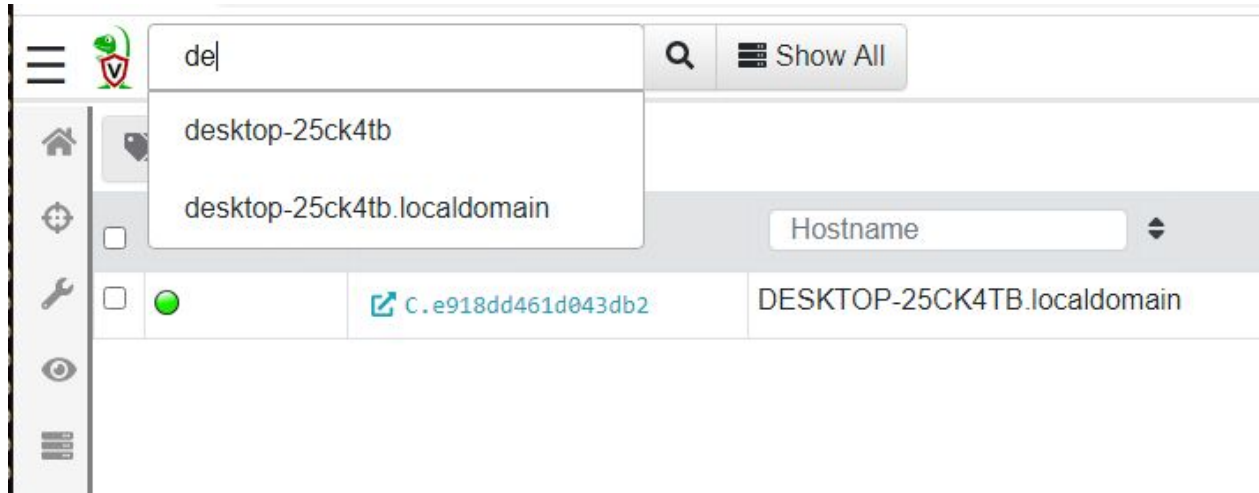 V
de
Show All
desktop-25ck4tb
desktop-25ck4tb.localdomain
Hostname
C.e918dd461d043db2
DESKTOP-25CK4TB.localdomain